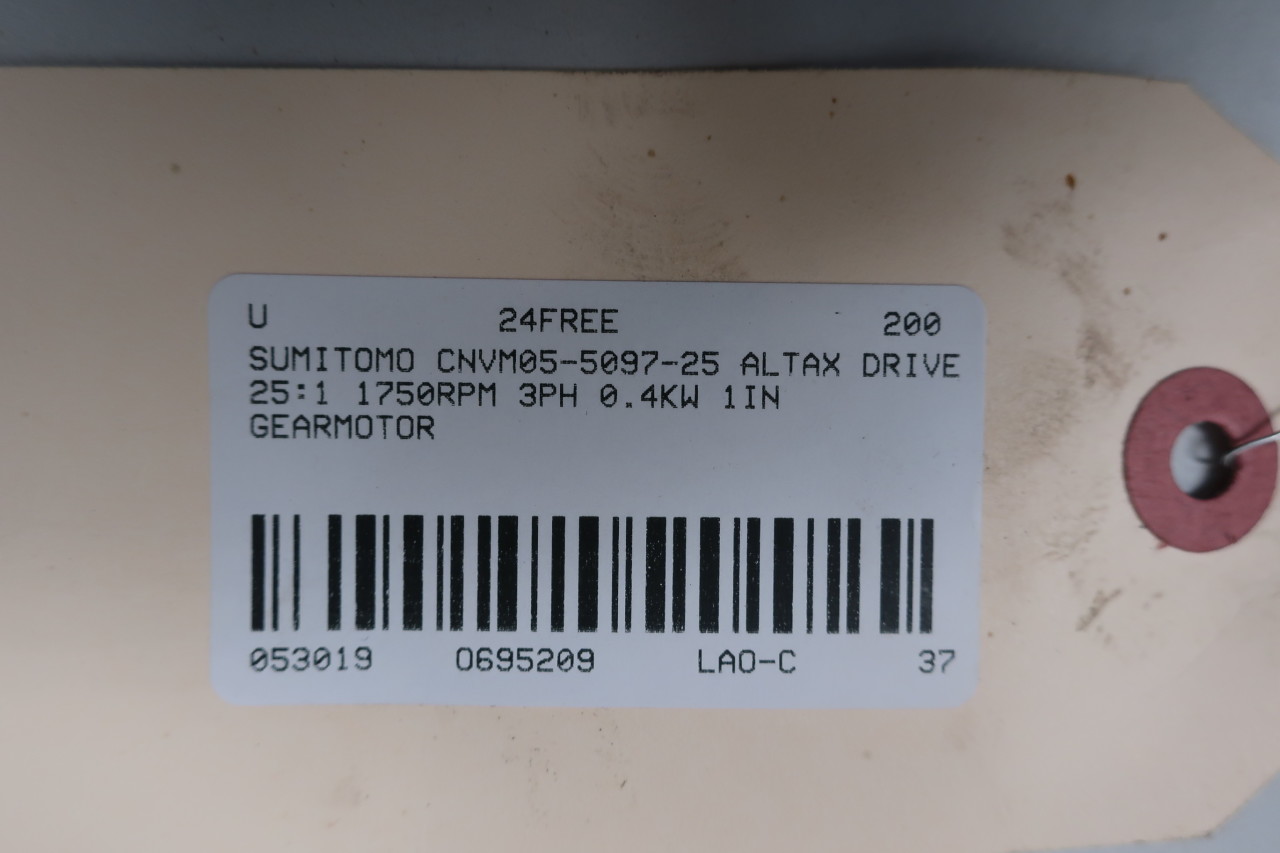 U 24FREE 200
SUMITOMO CNVM05-5097-25 ALTAX DRIVE
25:1 1750RPM 3PH 0.4KW 1IN
GEARMOTOR
053019 O695209 LAO-C 37